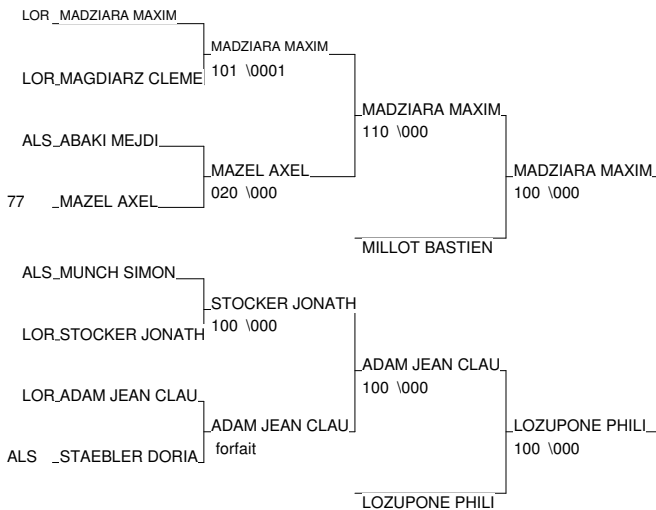 LOR MADZIARA MAXIM
MADZIARA MAXIM
101 \0001
LOR MAGDIARZ CLEME
MADZIARA MAXIM
110 \000
ALS ABAKI MEJDI
MAZEL AXEL
020 \000
77 MAZEL AXEL
MADZIARA MAXIM
100 \000
MILLOT BASTIEN
ALS MUNCH SIMON
STOCKER JONATH
100 \000
LOR STOCKER JONATH
ADAM JEAN CLAU
100 \000
LOR ADAM JEAN CLAU
ADAM JEAN CLAU
forfait
ALS STAEBLER DORIA
LOZUPONE PHILI
100 \000
LOZUPONE PHILI